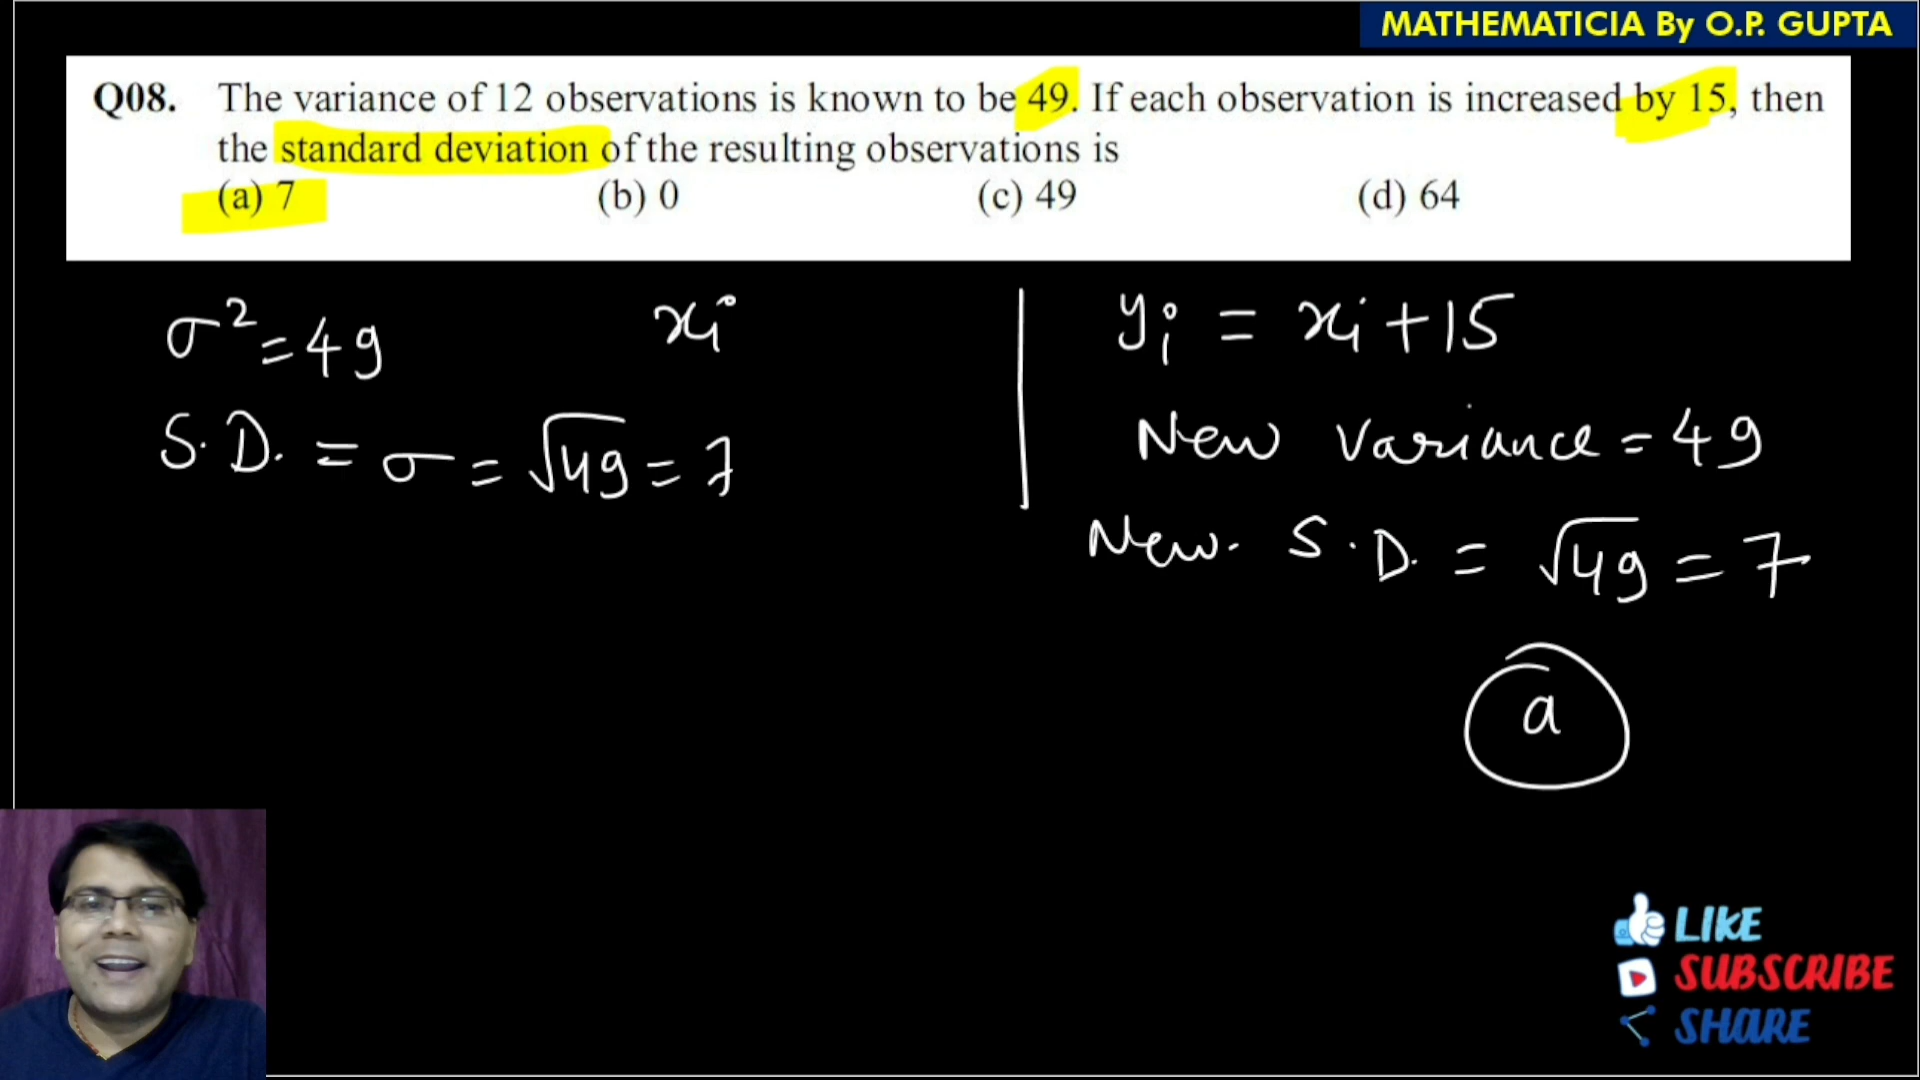 MATHEMATICIA By O.P. GUPTA
Q08. The variance of 12 observations is known to be 49. If each observation is increased by 15, then
the standard deviation of the resulting observations is
(a) 7 (b) 0 (c) 49 (d) 64
σ² = 49 xi
S.D. = σ = √49 = 7
yi = xi + 15
New variance = 49
New. S.D. = √49 = 7
a
LIKE
SUBSCRIBE
SHARE